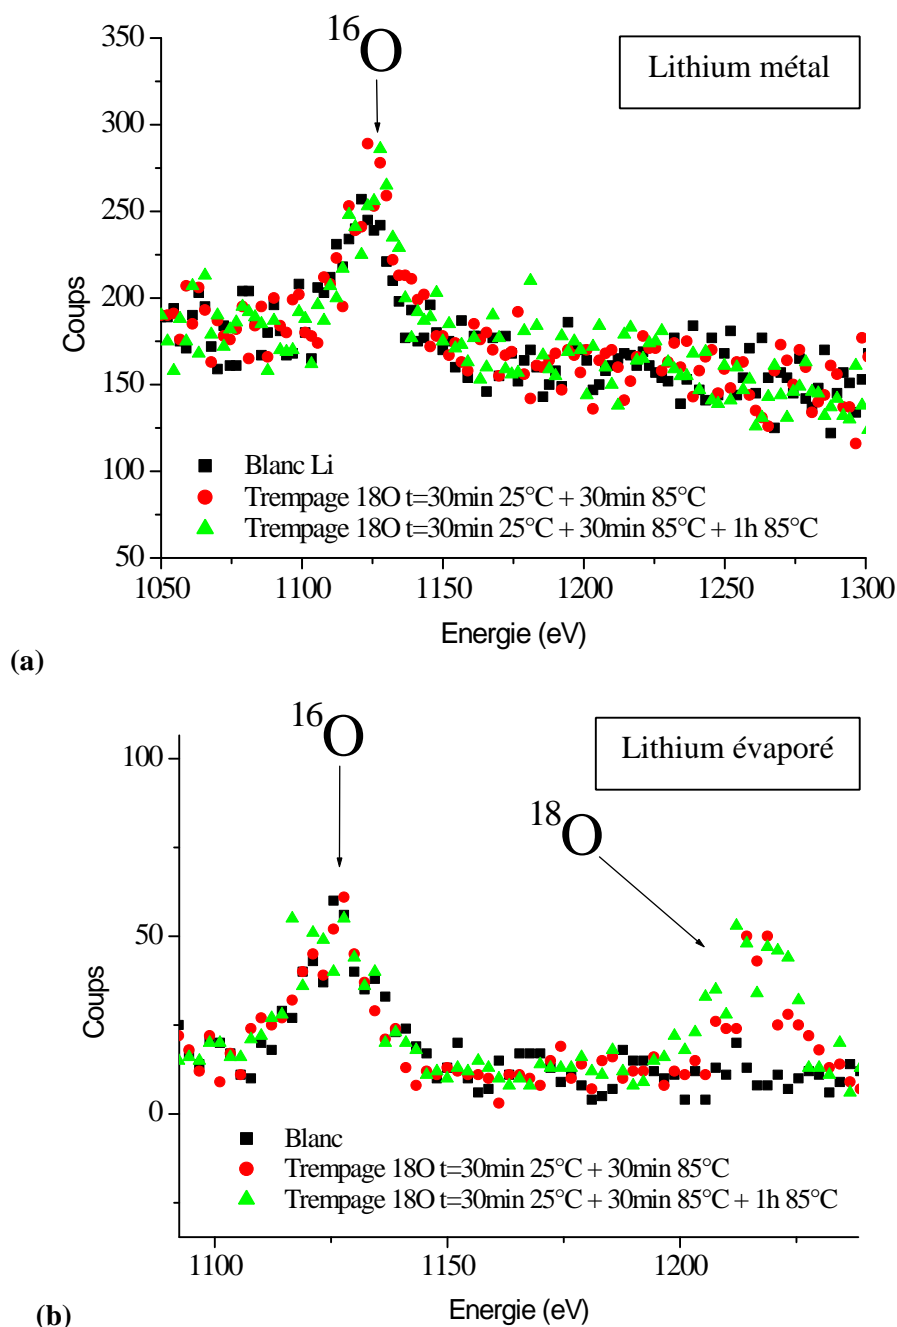 16O
Lithium métal
350
300
250
200
150
100
50
Coups
Blanc Li
Trempage 18O t=30min 25°C + 30min 85°C
Trempage 18O t=30min 25°C + 30min 85°C + 1h 85°C
1050 1100 1150 1200 1250 1300
Energie (eV)
(a)
16O
Lithium évaporé
18O
100
50
0
Coups
Blanc
Trempage 18O t=30min 25°C + 30min 85°C
Trempage 18O t=30min 25°C + 30min 85°C + 1h 85°C
1100 1150 1200
Energie (eV)
(b)